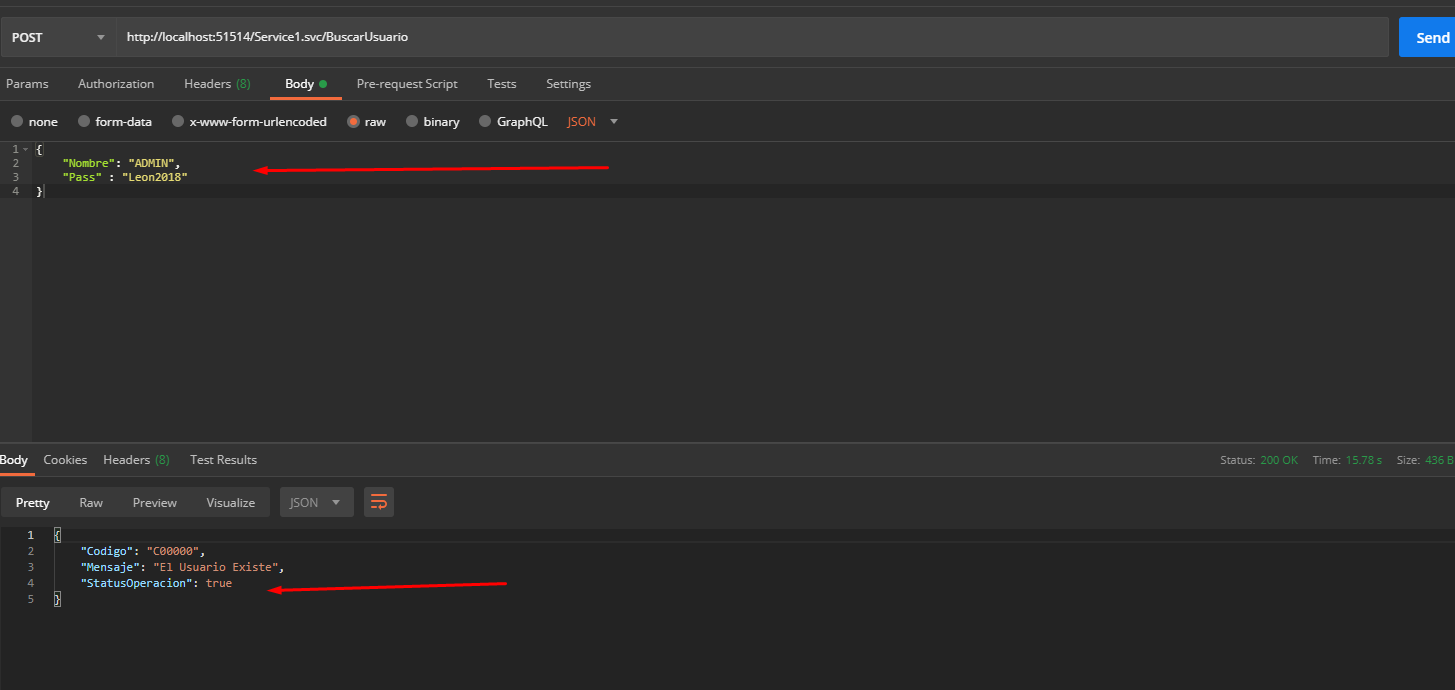 POST http://localhost:51514/Service1.svc/BuscarUsuario Send
Params Authorization Headers (8) Body Pre-request Script Tests Settings
none form-data x-www-form-urlencoded raw binary GraphQL JSON
1 {
2 "Nombre": "ADMIN",
3 "Pass" : "Leon2018"
4 }
Body Cookies Headers (8) Test Results Status: 200 OK Time: 15.78 s Size: 436 B
Pretty Raw Preview Visualize JSON
1 {
2 "Codigo": "C00000",
3 "Mensaje": "El Usuario Existe",
4 "StatusOperacion": true
5 }